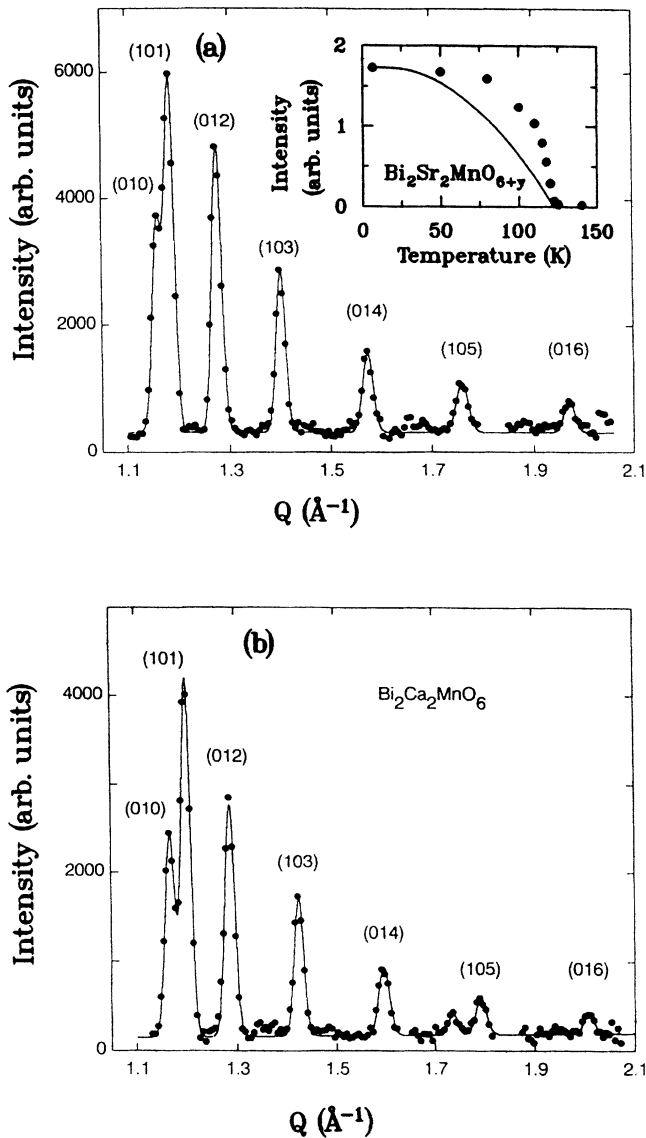 (a)
(101)
(010)
(012)
(103)
(014)
(105)
(016)
6000
4000
2000
0
Intensity (arb. units)
1.1 1.3 1.5 1.7 1.9 2.1
Q (Å⁻¹)
2
1
0
Intensity
(arb. units)
Bi₂Sr₂MnO₆₊y
0 50 100 150
Temperature (K)
(b)
Bi₂Ca₂MnO₆
(101)
(010)
(012)
(103)
(014)
(105)
(016)
4000
2000
0
Intensity (arb. units)
1.1 1.3 1.5 1.7 1.9 2.1
Q (Å⁻¹)